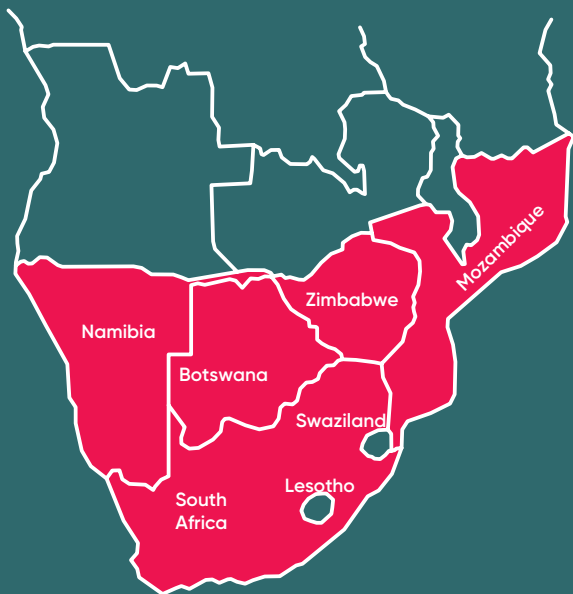 Mozambique
Zimbabwe
Namibia
Botswana
Swaziland
Lesotho
South
Africa